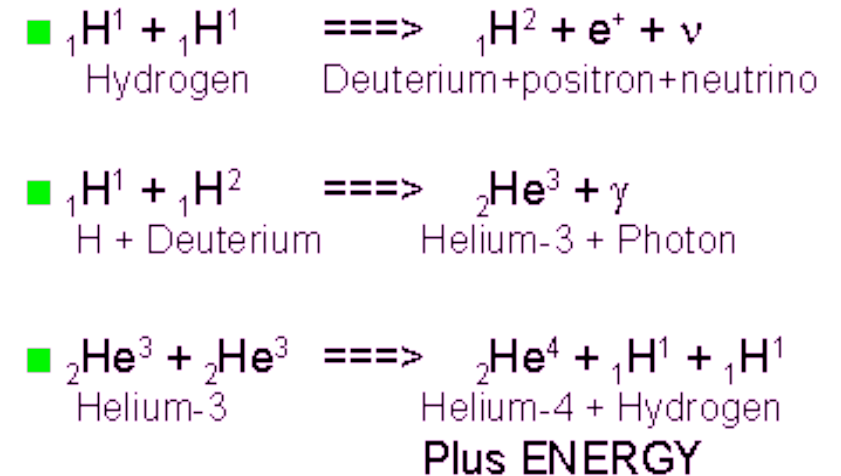 ₁H¹ + ₁H¹ ===> ₁H² + e⁺ + ν
Hydrogen Deuterium+positron+neutrino
₁H¹ + ₁H² ===> ₂He³ + γ
H + Deuterium Helium-3 + Photon
₂He³ + ₂He³ ===> ₂He⁴ + ₁H¹ + ₁H¹
Helium-3 Helium-4 + Hydrogen
Plus ENERGY